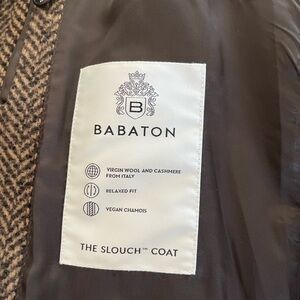 B
BABATON
VIRGIN WOOL AND CASHMERE
FROM ITALY
RELAXED FIT
VEGAN CHAMOIS
THE SLOUCH™ COAT